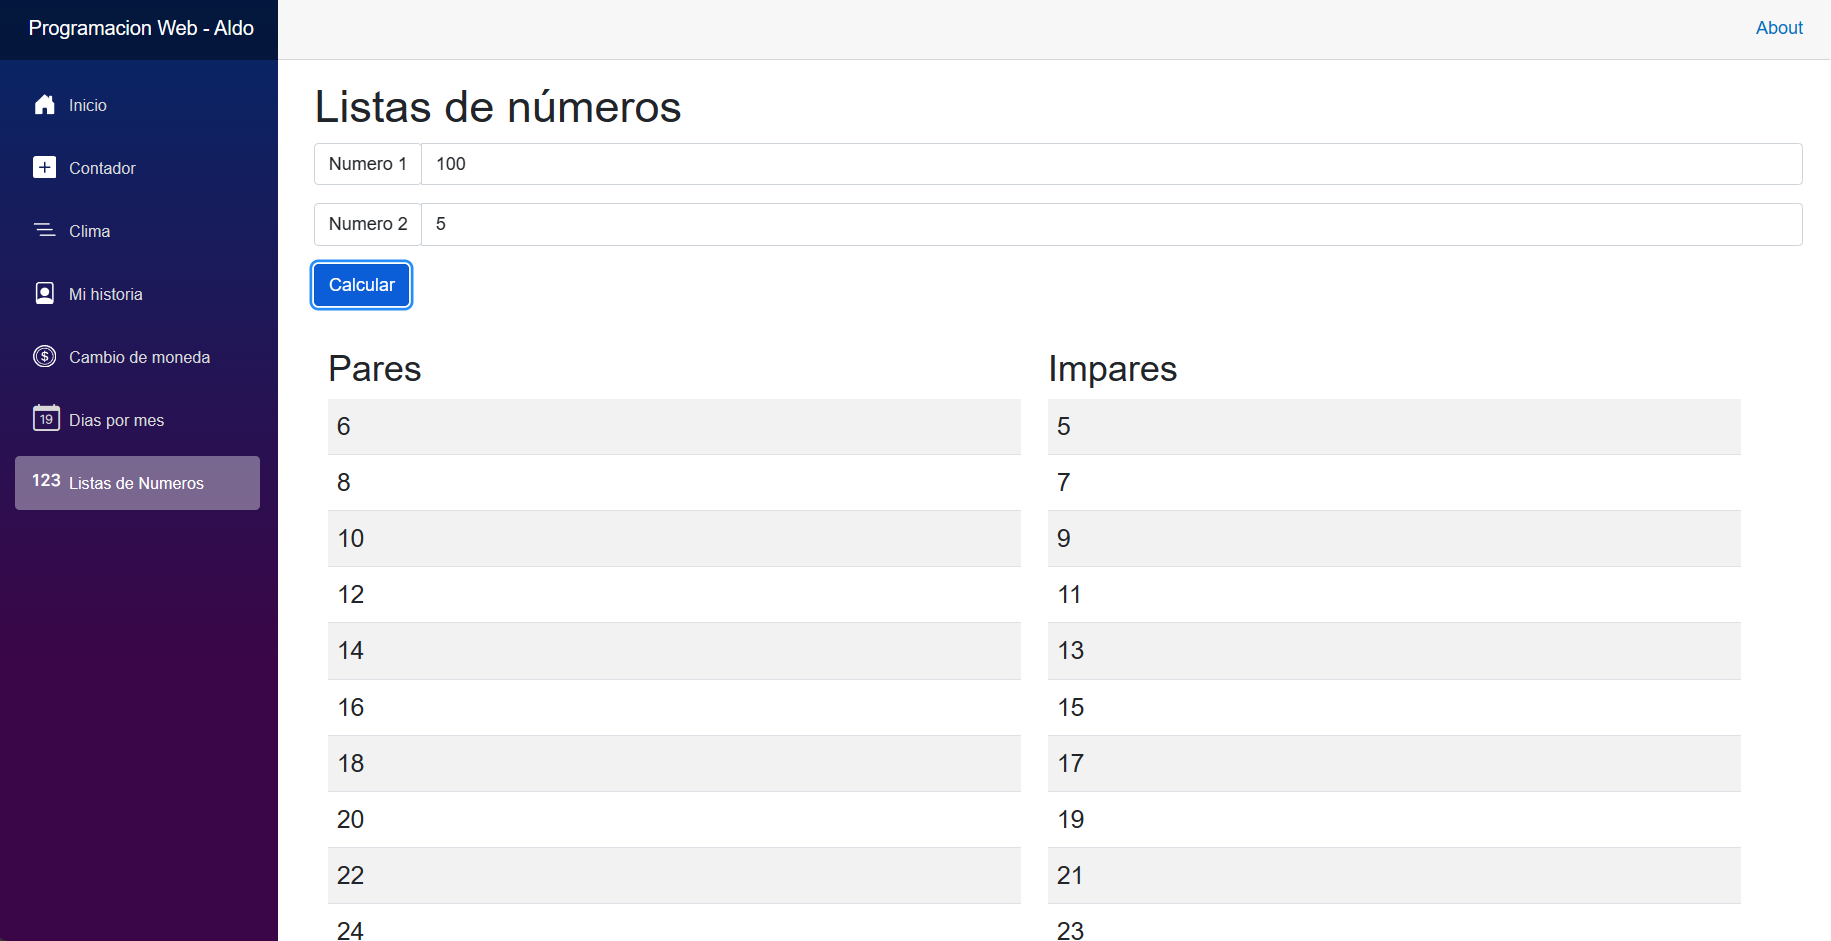 Programacion Web - Aldo
About
Inicio
Contador
Clima
Mi historia
$ Cambio de moneda
19 Dias por mes
123 Listas de Numeros
Listas de números
Numero 1 100
Numero 2 5
Calcular
Pares
6
8
10
12
14
16
18
20
22
24
Impares
5
7
9
11
13
15
17
19
21
23